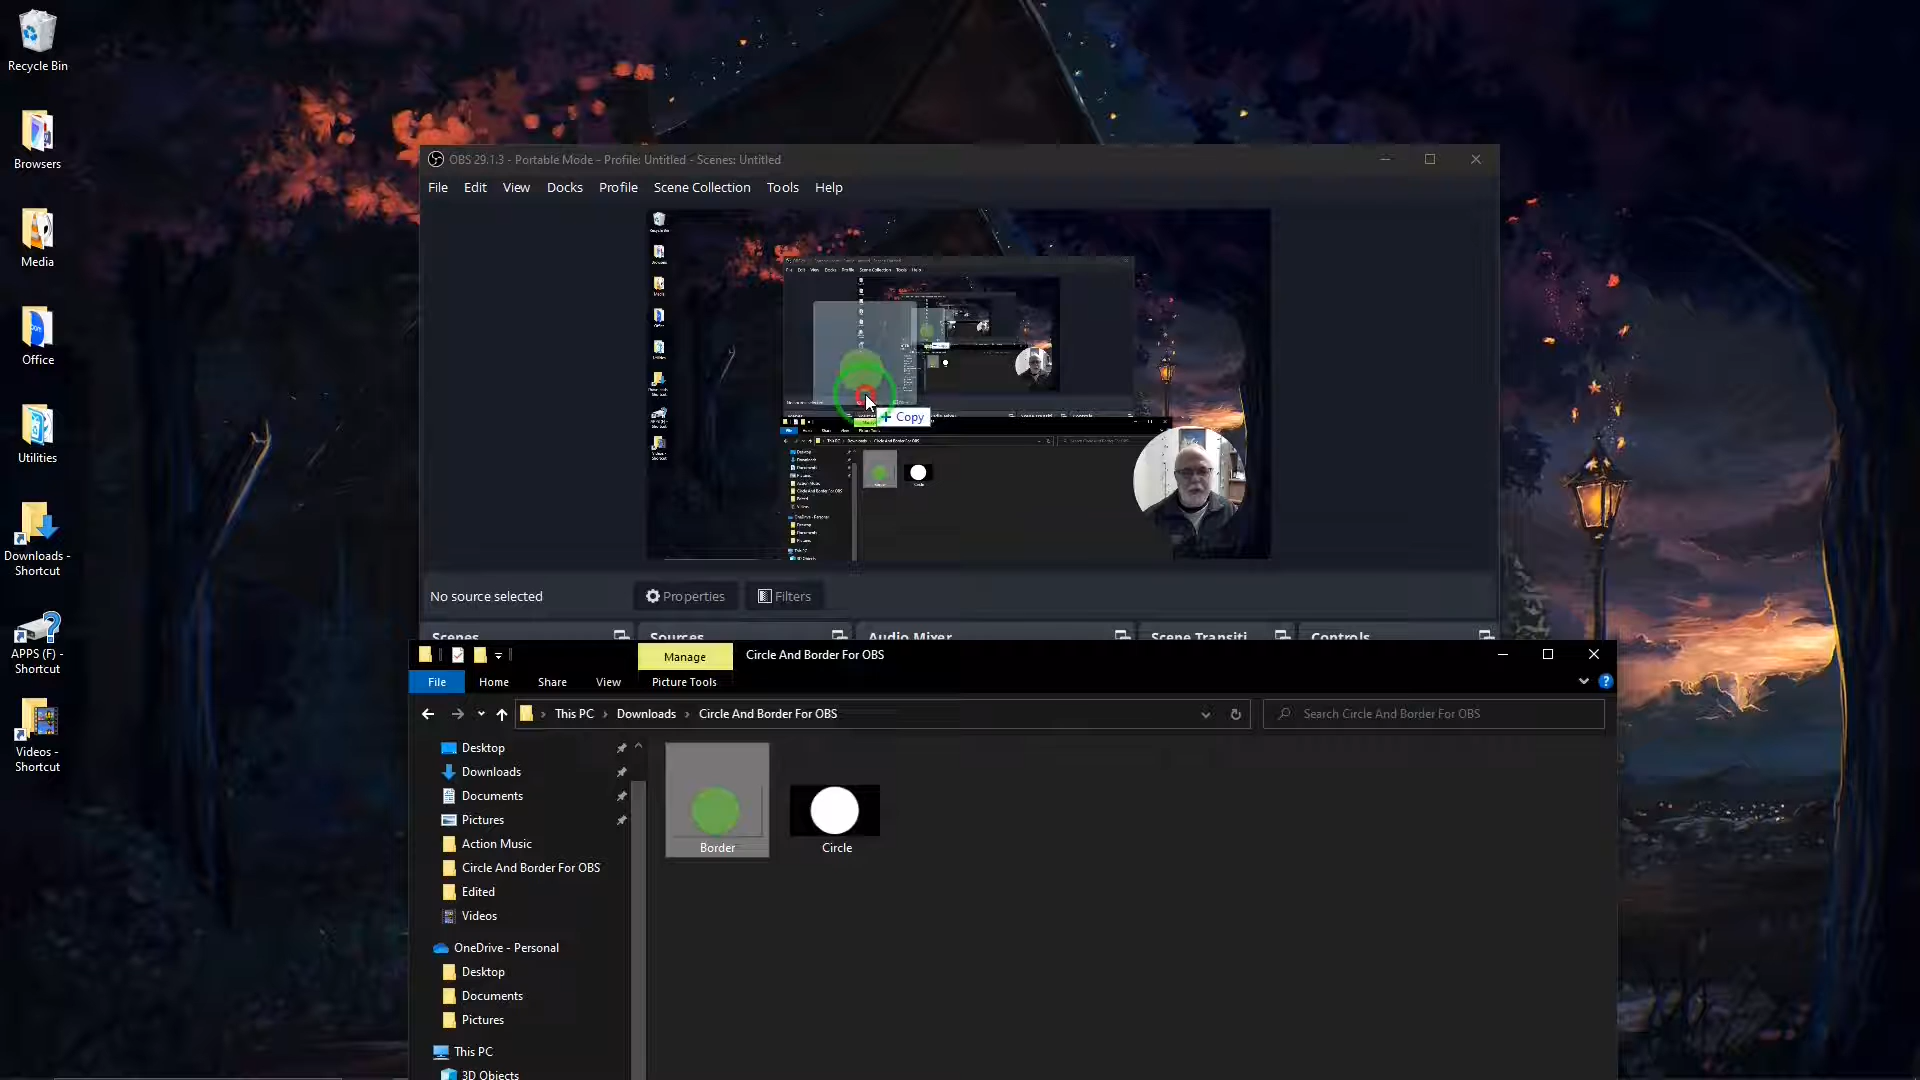 Recycle Bin
Browsers
Media
Office
Utilities
Downloads -
Shortcut
APPS (F) -
Shortcut
Videos -
Shortcut
OBS 29.1.3 - Portable Mode - Profile: Untitled - Scenes: Untitled
File Edit View Docks Profile Scene Collection Tools Help
+ Copy
No source selected
Properties
Filters
Scenes
Sources
Audio Mixer
Scene Transiti
Controls
Manage
Circle And Border For OBS
File Home Share View Picture Tools
This PC > Downloads > Circle And Border For OBS
Search Circle And Border For OBS
Desktop
Downloads
Documents
Pictures
Action Music
Circle And Border For OBS
Edited
Videos
OneDrive - Personal
Desktop
Documents
Pictures
This PC
3D Objects
Border
Circle